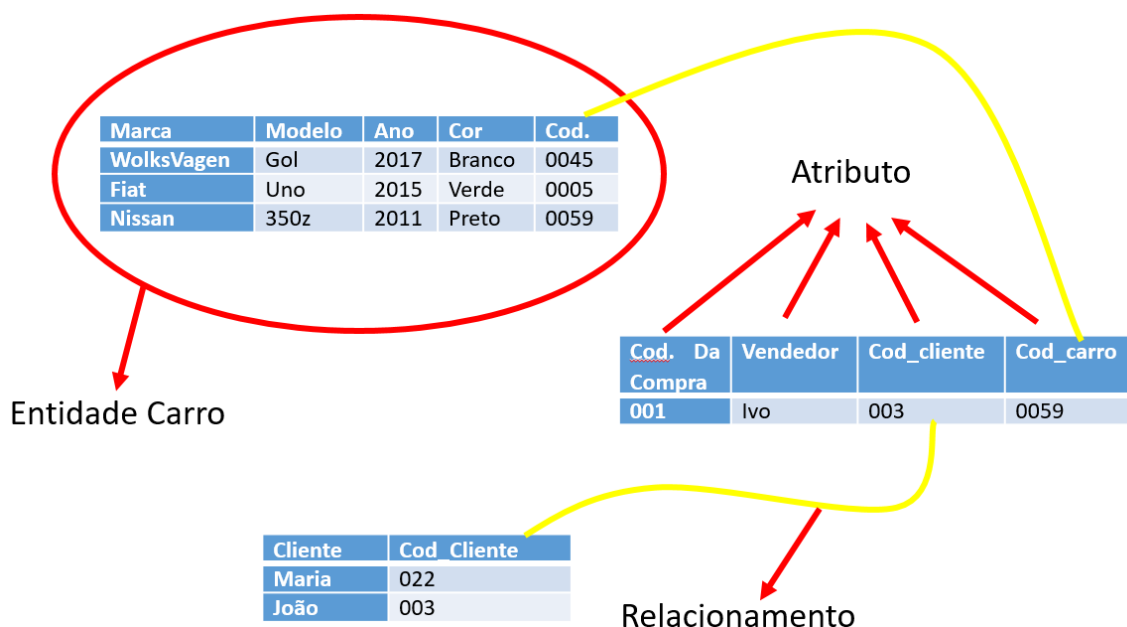 Marca Modelo Ano Cor Cod.
WolksVagen Gol 2017 Branco 0045
Fiat Uno 2015 Verde 0005
Nissan 350z 2011 Preto 0059
Atributo
Entidade Carro
Cod. Da Vendedor Cod_cliente Cod_carro
Compra
001 Ivo 003 0059
Cliente Cod_Cliente
Maria 022
João 003
Relacionamento